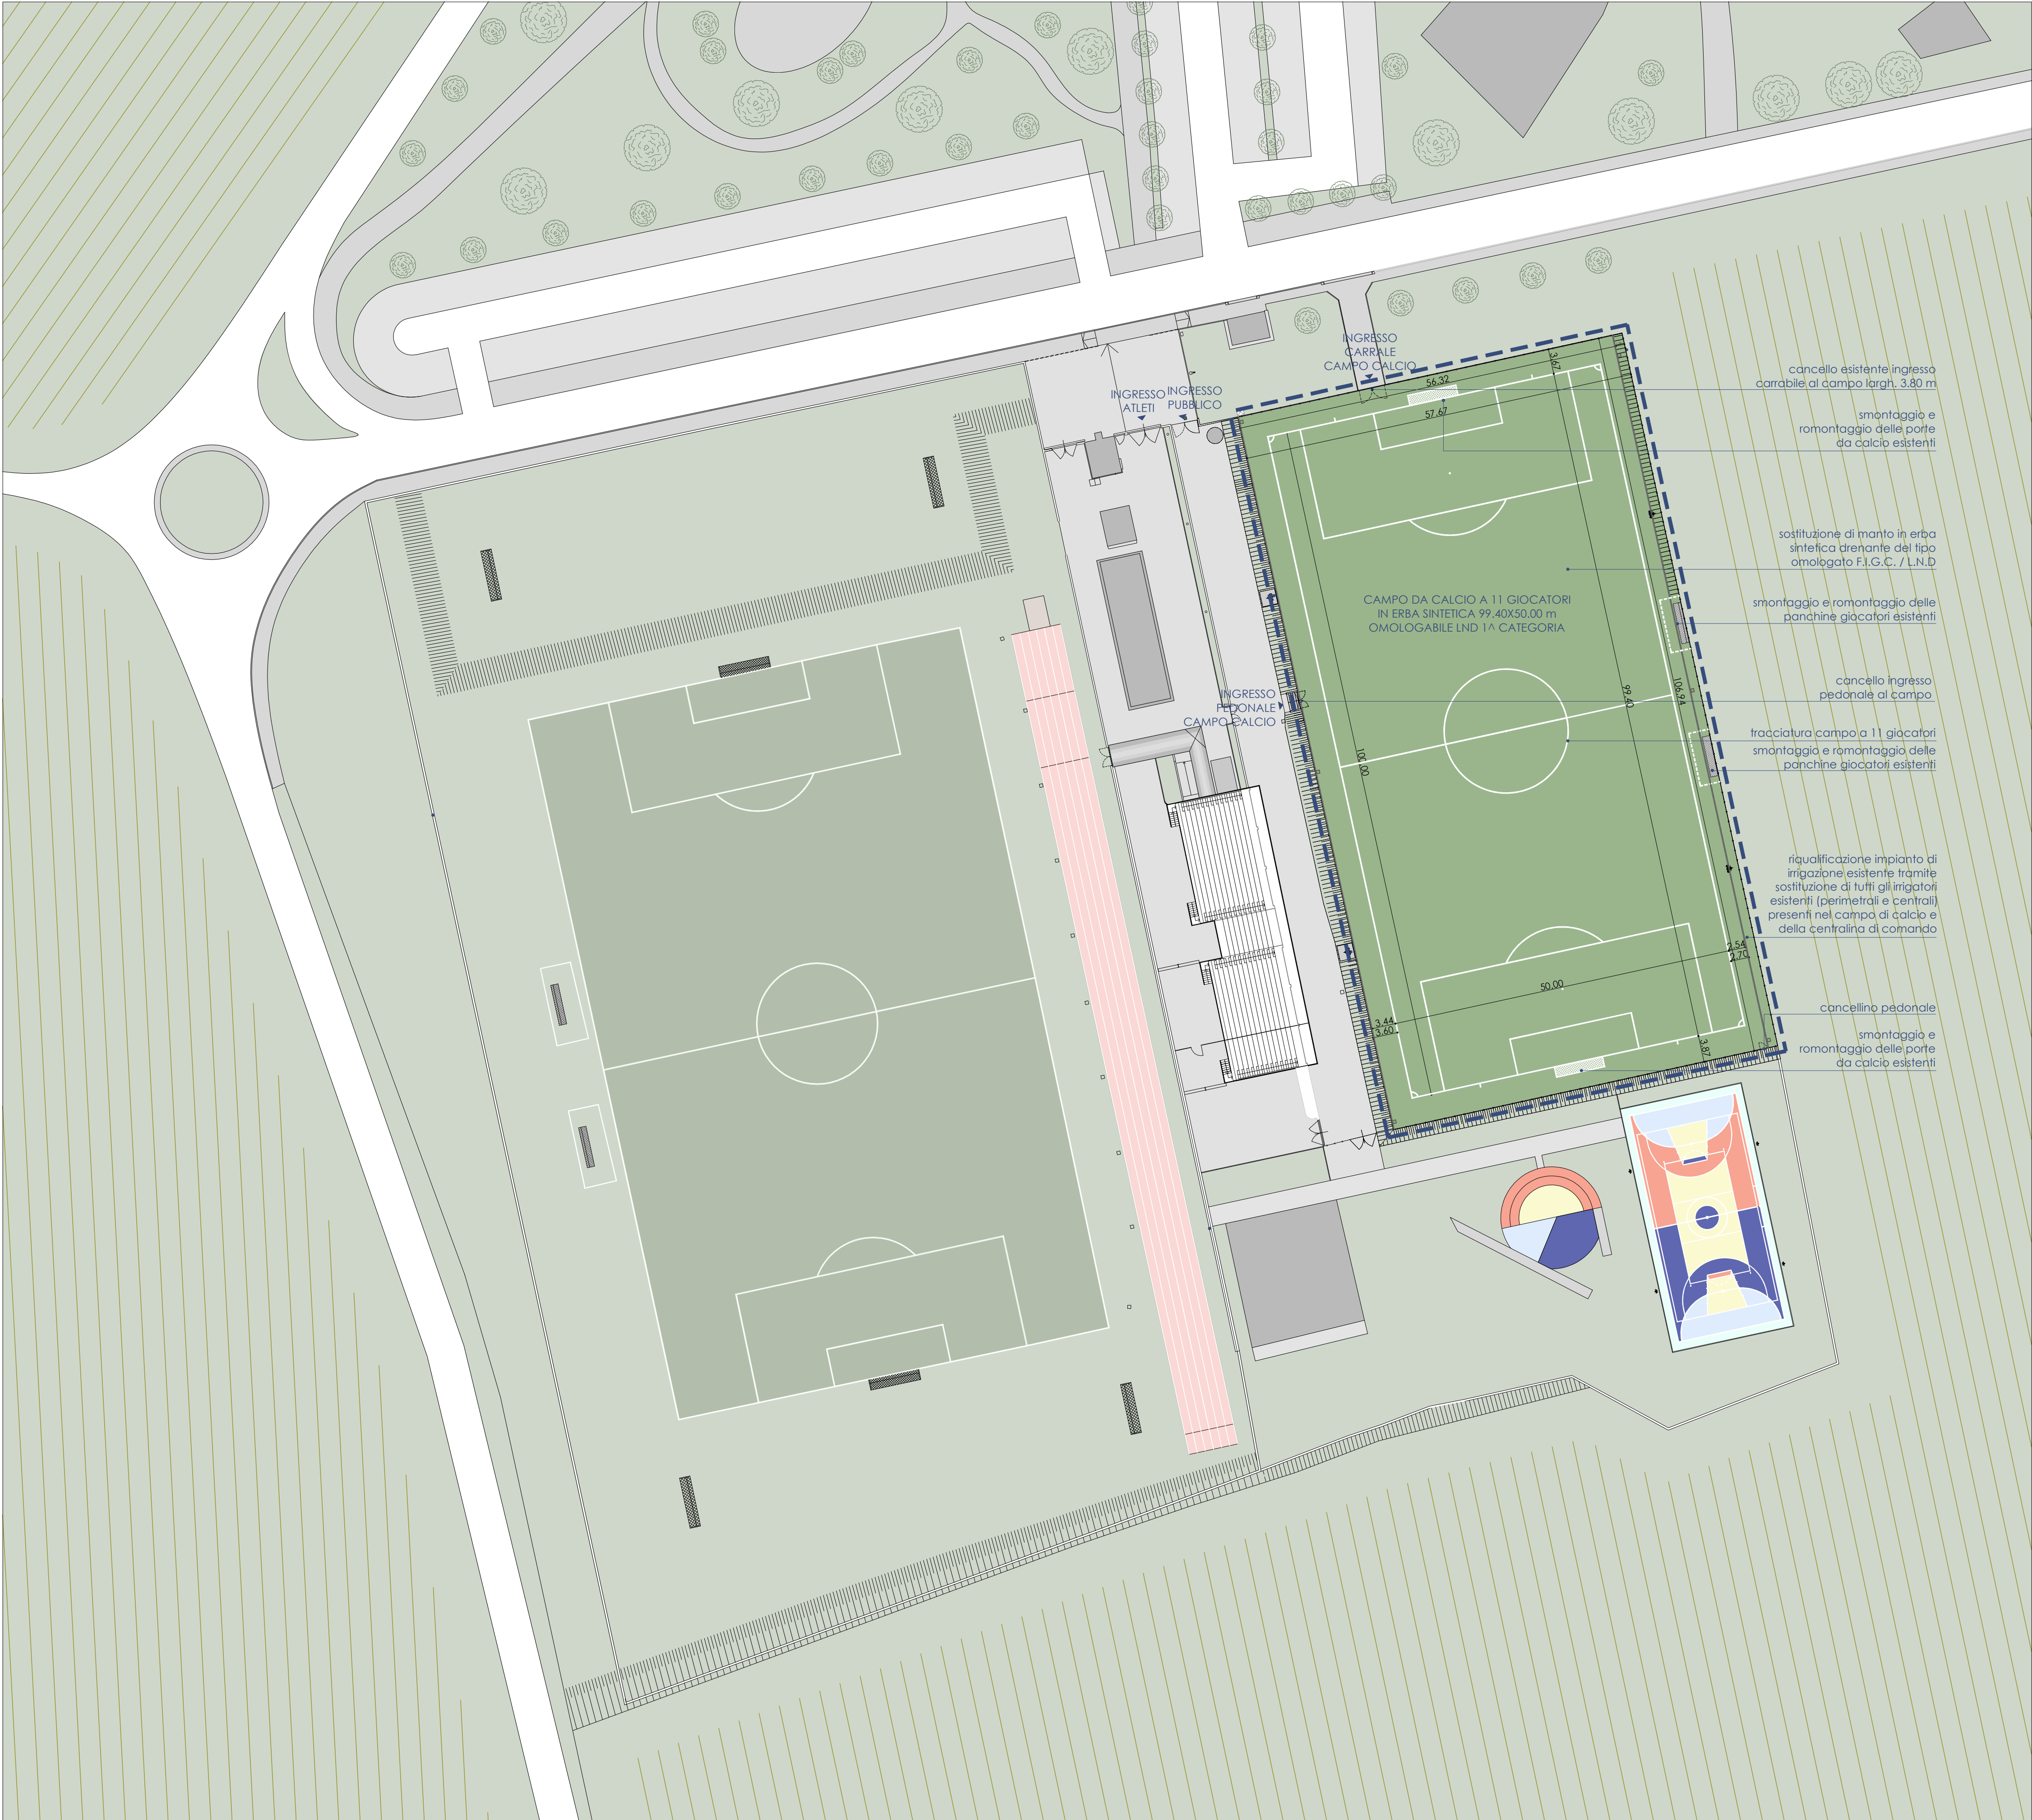 INGRESSO
CARRALE
CAMPO CALCIO
INGRESSO
ATLETI
INGRESSO
PUBBLICO
56.32
57.67
3.67
cancello esistente ingresso
carrabile al campo largh. 3.80 m
smontaggio e
romontaggio delle porte
da calcio esistenti
sostituzione di manto in erba
sintetica drenante del tipo
omologato F.I.G.C. / L.N.D
CAMPO DA CALCIO A 11 GIOCATORI
IN ERBA SINTETICA 99.40X50.00 m
OMOLOGABILE LND 1^ CATEGORIA
smontaggio e romontaggio delle
panchine giocatori esistenti
INGRESSO
PEDONALE
CAMPO CALCIO
99.40
106.94
100.00
cancello ingresso
pedonale al campo
tracciatura campo a 11 giocatori
smontaggio e romontaggio delle
panchine giocatori esistenti
riqualificazione impianto di
irrigazione esistente tramite
sostituzione di tutti gli irrigatori
esistenti (perimetrali e centrali)
presenti nel campo di calcio e
della centralina di comando
2.54
2.70
50.00
3.44
3.60
3.87
cancellino pedonale
smontaggio e
romontaggio delle porte
da calcio esistenti